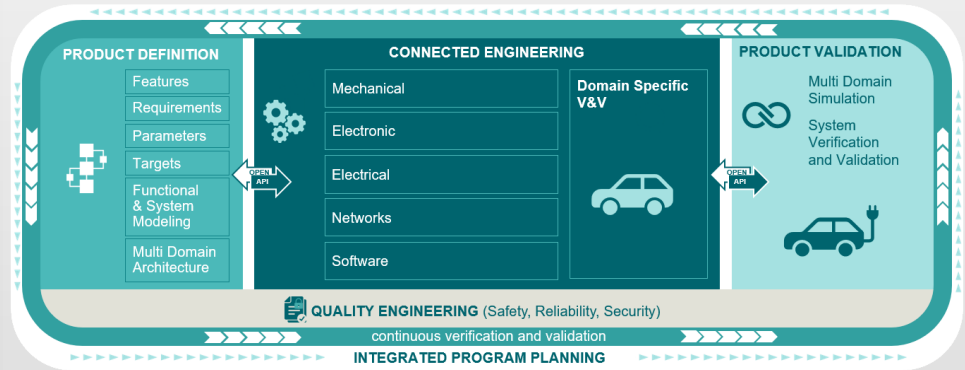 PRODUCT DEFINITION
Features
Requirements
Parameters
Targets
Functional
& System
Modeling
Multi Domain
Architecture
OPEN
API
CONNECTED ENGINEERING
Mechanical
Electronic
Electrical
Networks
Software
Domain Specific
V&V
OPEN
API
PRODUCT VALIDATION
Multi Domain
Simulation
System
Verification
and Validation
QUALITY ENGINEERING (Safety, Reliability, Security)
continuous verification and validation
INTEGRATED PROGRAM PLANNING